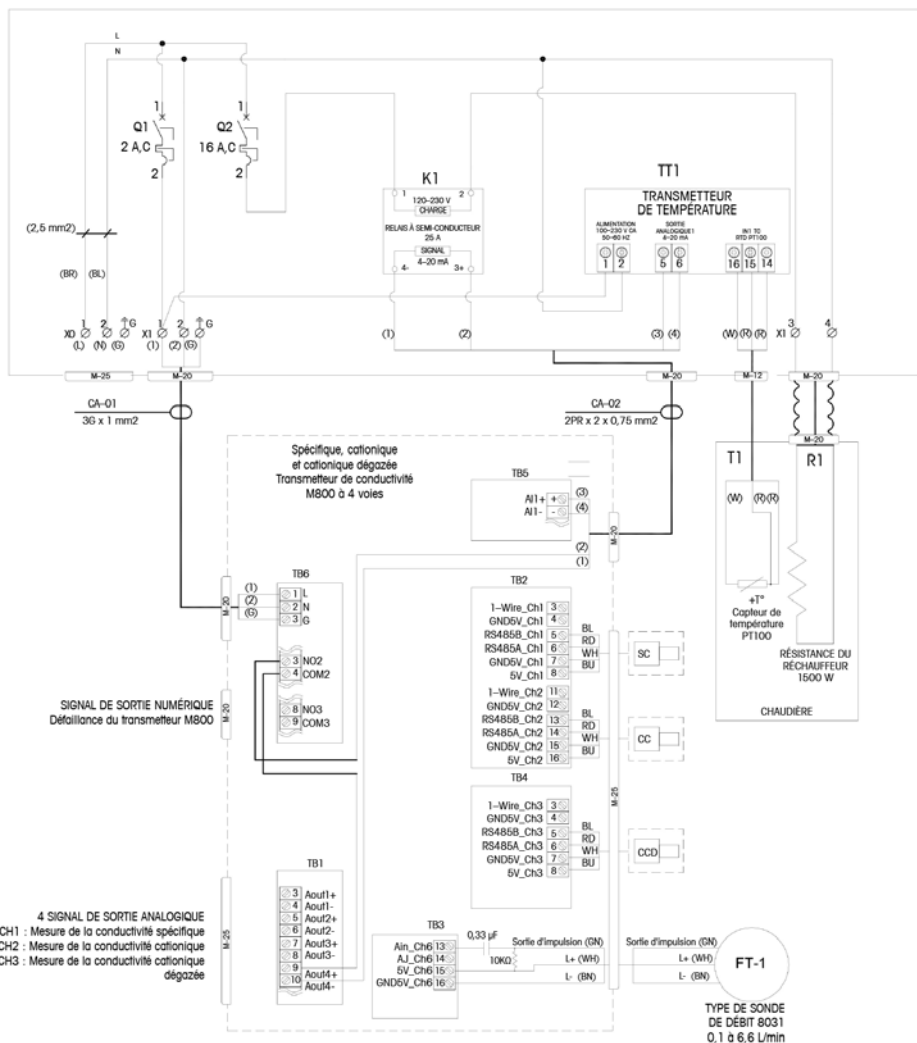 L
N
1
Q1
2 A,C
2
1
Q2
16 A,C
2
K1
1
2
120–230 V
CHARGE
RELAIS À SEMI-CONDUCTEUR
25 A
SIGNAL
4–20 mA
4-
3+
TT1
TRANSMETTEUR
DE TEMPÉRATURE
ALIMENTATION
100–230 V CA
50–60 HZ
SORTIE
ANALOGIQUE1
4–20 mA
IN1 TO
RTD PT100
1
2
5
6
16
15
14
(2,5 mm2)
(BR)
(BL)
X0
1
2
G
(L)
(N)
(G)
X1
1
2
G
(1)
(2)
(G)
(1)
(2)
(3)
(4)
(W)
(R)
(R)
X1
3
4
M-25
M-20
M-20
M-12
M-20
CA-01
3G x 1 mm2
CA-02
2PR x 2 x 0,75 mm2
M-20
T1
R1
(W)
(R)(R)
+T°
Capteur de
température
PT100
RÉSISTANCE DU
RÉCHAUFFEUR
1500 W
CHAUDIÈRE
Spécifique, cationique
et cationique dégazée
Transmetteur de conductivité
M800 à 4 voies
TB5
AI1+ +
AI1- -
(3)
(4)
(2)
(1)
M-20
TB6
M-20
(1)
(2)
(G)
1 L
2 N
3 G
3 NO2
4 COM2
8 NO3
9 COM3
SIGNAL DE SORTIE NUMÉRIQUE
Défaillance du transmetteur M800
M-20
TB2
1-Wire_Ch1 3
GND5V_Ch1 4
RS485B_Ch1 5 BL
RS485A_Ch1 6 RD
GND5V_Ch1 7 WH
5V_Ch1 8 BU
SC
1-Wire_Ch2 11
GND5V_Ch2 12
RS485B_Ch2 13 BL
RS485A_Ch2 14 RD
GND5V_Ch2 15 WH
5V_Ch2 16 BU
CC
TB4
1–Wire_Ch3 3
GND5V_Ch3 4
RS485B_Ch3 5 BL
RS485A_Ch3 6 RD
GND5V_Ch3 7 WH
5V_Ch3 8 BU
CCD
M-25
TB1
3 Aout1+
4 Aout1-
5 Aout2+
6 Aout2-
7 Aout3+
8 Aout3-
9 Aout4+
10 Aout4-
4 SIGNAL DE SORTIE ANALOGIQUE
CH1 : Mesure de la conductivité spécifique
CH2 : Mesure de la conductivité cationique
CH3 : Mesure de la conductivité cationique
dégazée
M-25
TB3
Ain_Ch6 13
AJ_Ch6 14
5V_Ch6 15
GND5V_Ch6 16
0,33 µF
10KΩ
Sortie d'impulsion (GN)
L+ (WH)
L- (BN)
Sortie d'impulsion (GN)
L+ (WH)
L- (BN)
FT-1
TYPE DE SONDE
DE DÉBIT 8031
0,1 à 6,6 L/min